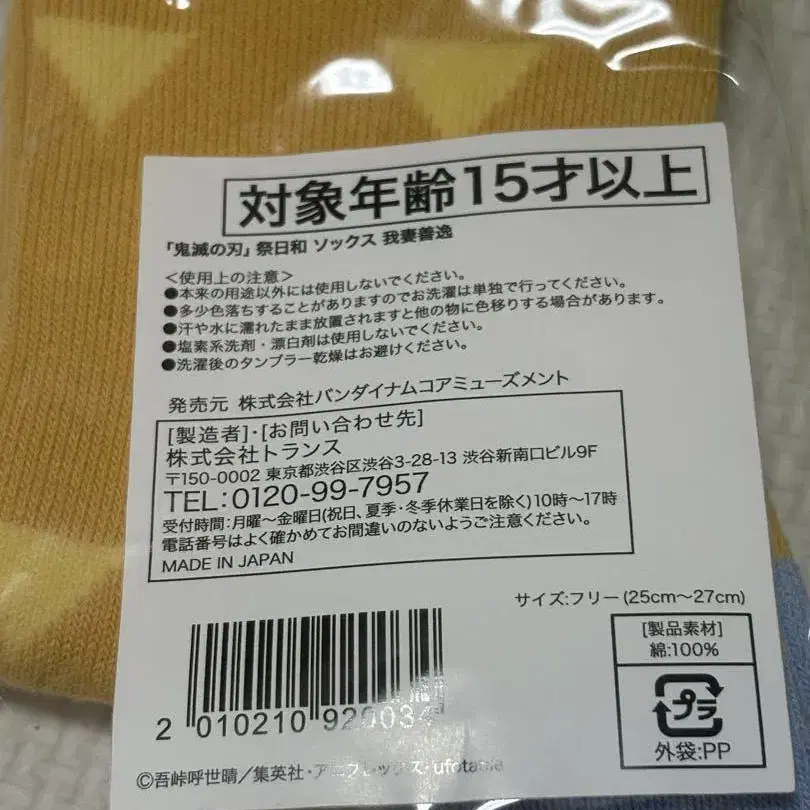 対象年齢15才以上
「鬼滅の刃」祭日和 ソックス 我妻善逸
＜使用上の注意＞
●本来の用途以外には使用しないでください。
●多少色落ちすることがありますのでお洗濯は単独で行ってください。
●汗や水に濡れたまま放置されますと他の物に色移りする場合があります。
●塩素系洗剤・漂白剤は使用しないでください。
●洗濯後のタンブラー乾燥はお避けください。
発売元 株式会社バンダイナムコアミューズメント
[製造者]・[お問い合わせ先]
株式会社トランス
〒150-0002 東京都渋谷区渋谷3-28-13 渋谷新南口ビル9F
TEL:0120-99-7957
受付時間:月曜～金曜日(祝日、夏季・冬季休業日を除く)10時～17時
電話番号はよく確かめてお間違いのないようご注意ください。
MADE IN JAPAN
サイズ:フリー(25cm～27cm)
[製品素材]
綿:100%
プラ
外袋:PP
2 010210 920034
©吾峠呼世晴／集英社・アニプレックス・ufotable